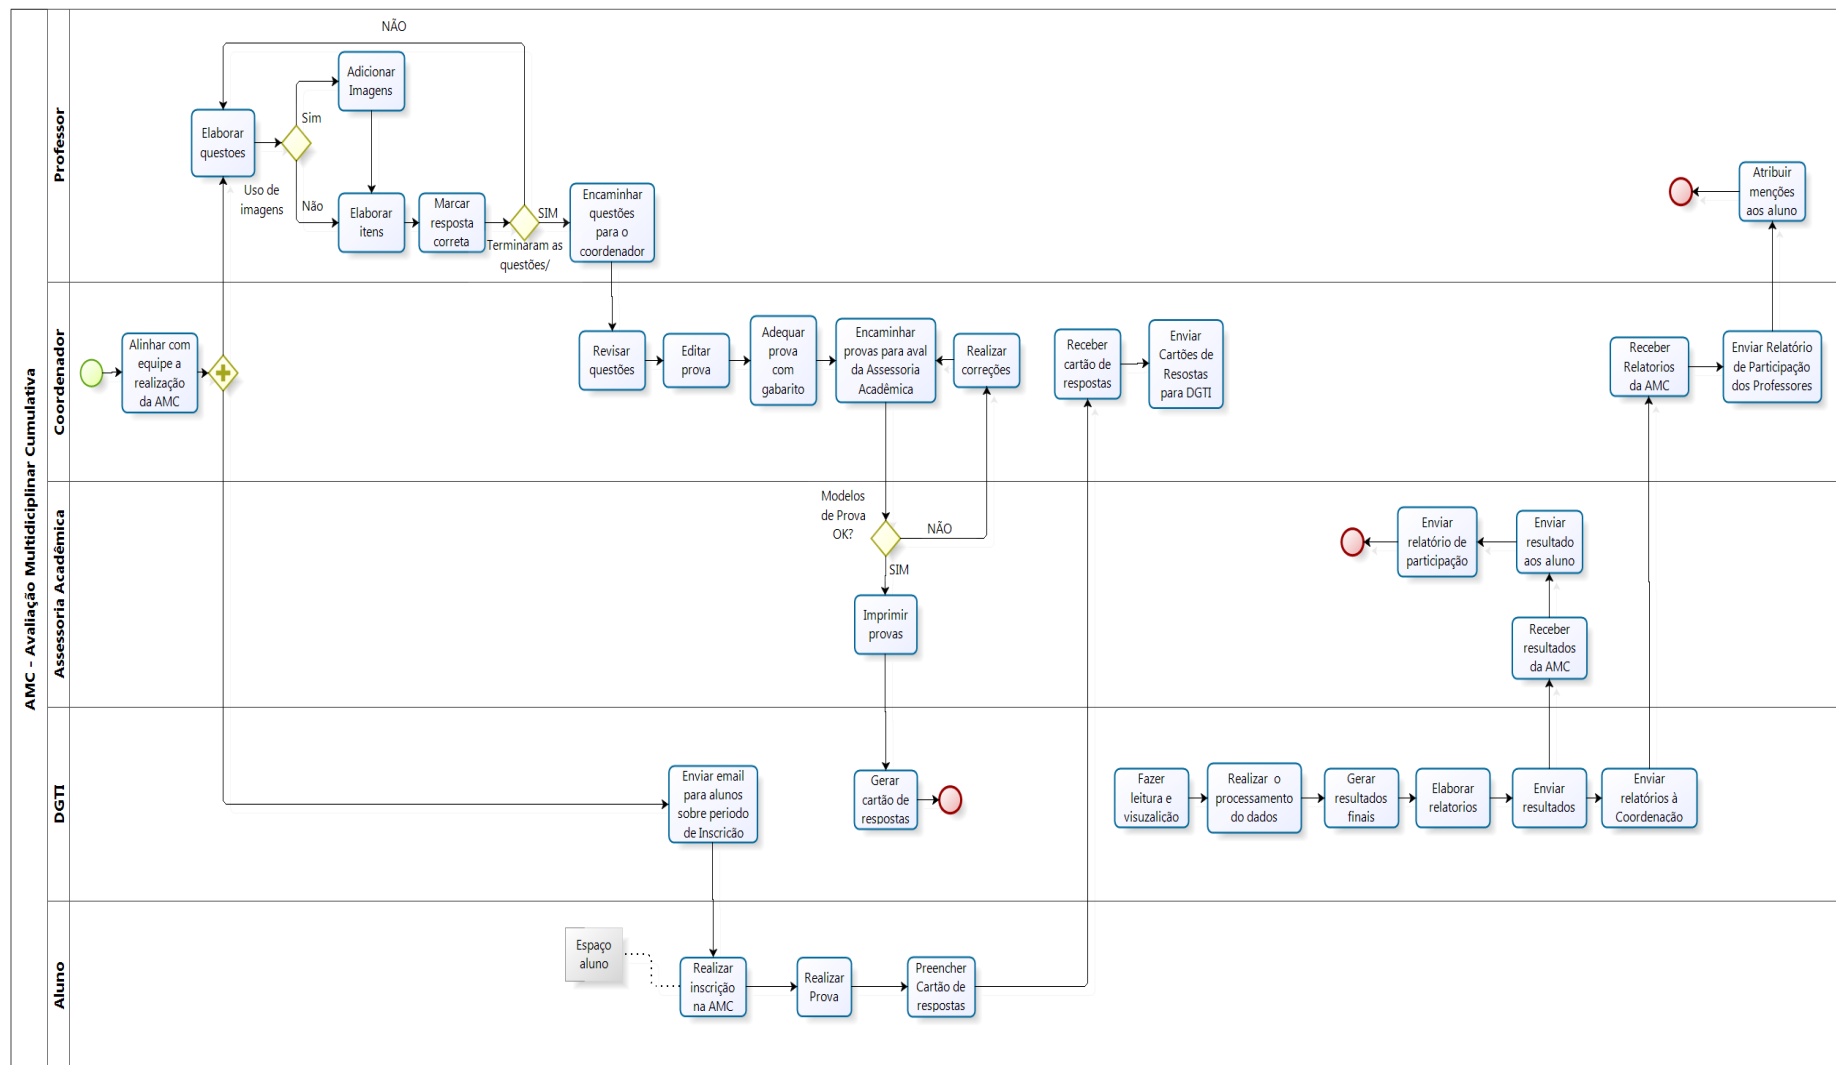 AMC – Avaliação Multidiciplinar Cumulativa
Professor
NÃO
Elaborar
questoes
Uso de
imagens
Sim
Não
Adicionar
Imagens
Elaborar
itens
Marcar
resposta
correta
Terminaram as
questões/
SIM
Encaminhar
questões
para o
coordenador
Atribuir
menções
aos aluno
Coordenador
Alinhar com
equipe a
realização
da AMC
Revisar
questões
Editar
prova
Adequar
prova
com
gabarito
Encaminhar
provas para aval
da Assessoria
Acadêmica
Realizar
correções
Receber
cartão de
respostas
Enviar
Cartões de
Resostas
para DGTI
Receber
Relatorios
da AMC
Enviar Relatório
de Participação
dos Professores
Assessoria Acadêmica
Modelos
de Prova
OK?
NÃO
SIM
Imprimir
provas
Enviar
relatório de
participação
Enviar
resultado
aos aluno
Receber
resultados
da AMC
DGTI
Enviar email
para alunos
sobre periodo
de Inscricão
Gerar
cartão de
respostas
Fazer
leitura e
visuzalição
Realizar o
processamento
do dados
Gerar
resultados
finais
Elaborar
relatorios
Enviar
resultados
Enviar
relatórios à
Coordenação
Aluno
Espaço
aluno
Realizar
inscrição
na AMC
Realizar
Prova
Preencher
Cartão de
respostas